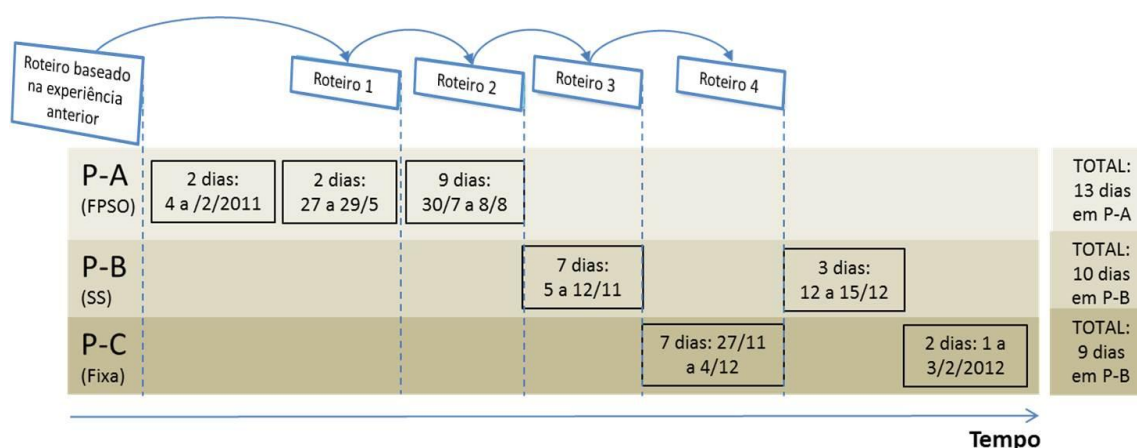 Roteiro baseado
na experiência
anterior
Roteiro 1
Roteiro 2
Roteiro 3
Roteiro 4
P-A
(FPSO)
2 dias:
4 a /2/2011
2 dias:
27 a 29/5
9 dias:
30/7 a 8/8
TOTAL:
13 dias
em P-A
P-B
(SS)
7 dias:
5 a 12/11
3 dias:
12 a 15/12
TOTAL:
10 dias
em P-B
P-C
(Fixa)
7 dias: 27/11
a 4/12
2 dias: 1 a
3/2/2012
TOTAL:
9 dias
em P-B
Tempo